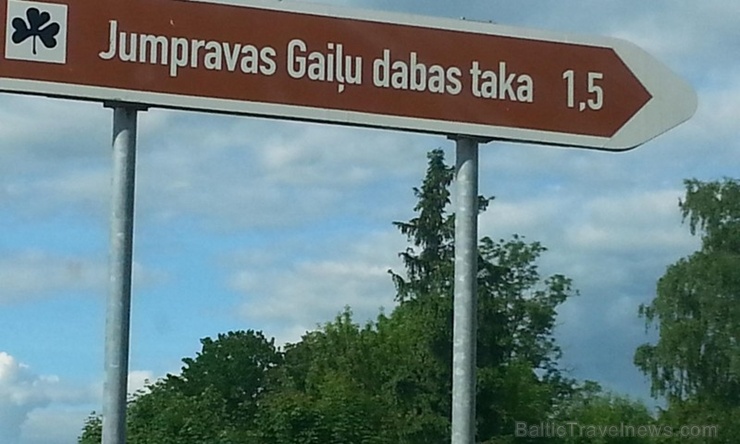 Jumpravas Gaiļu dabas taka 1,5
BalticTravelnews.com